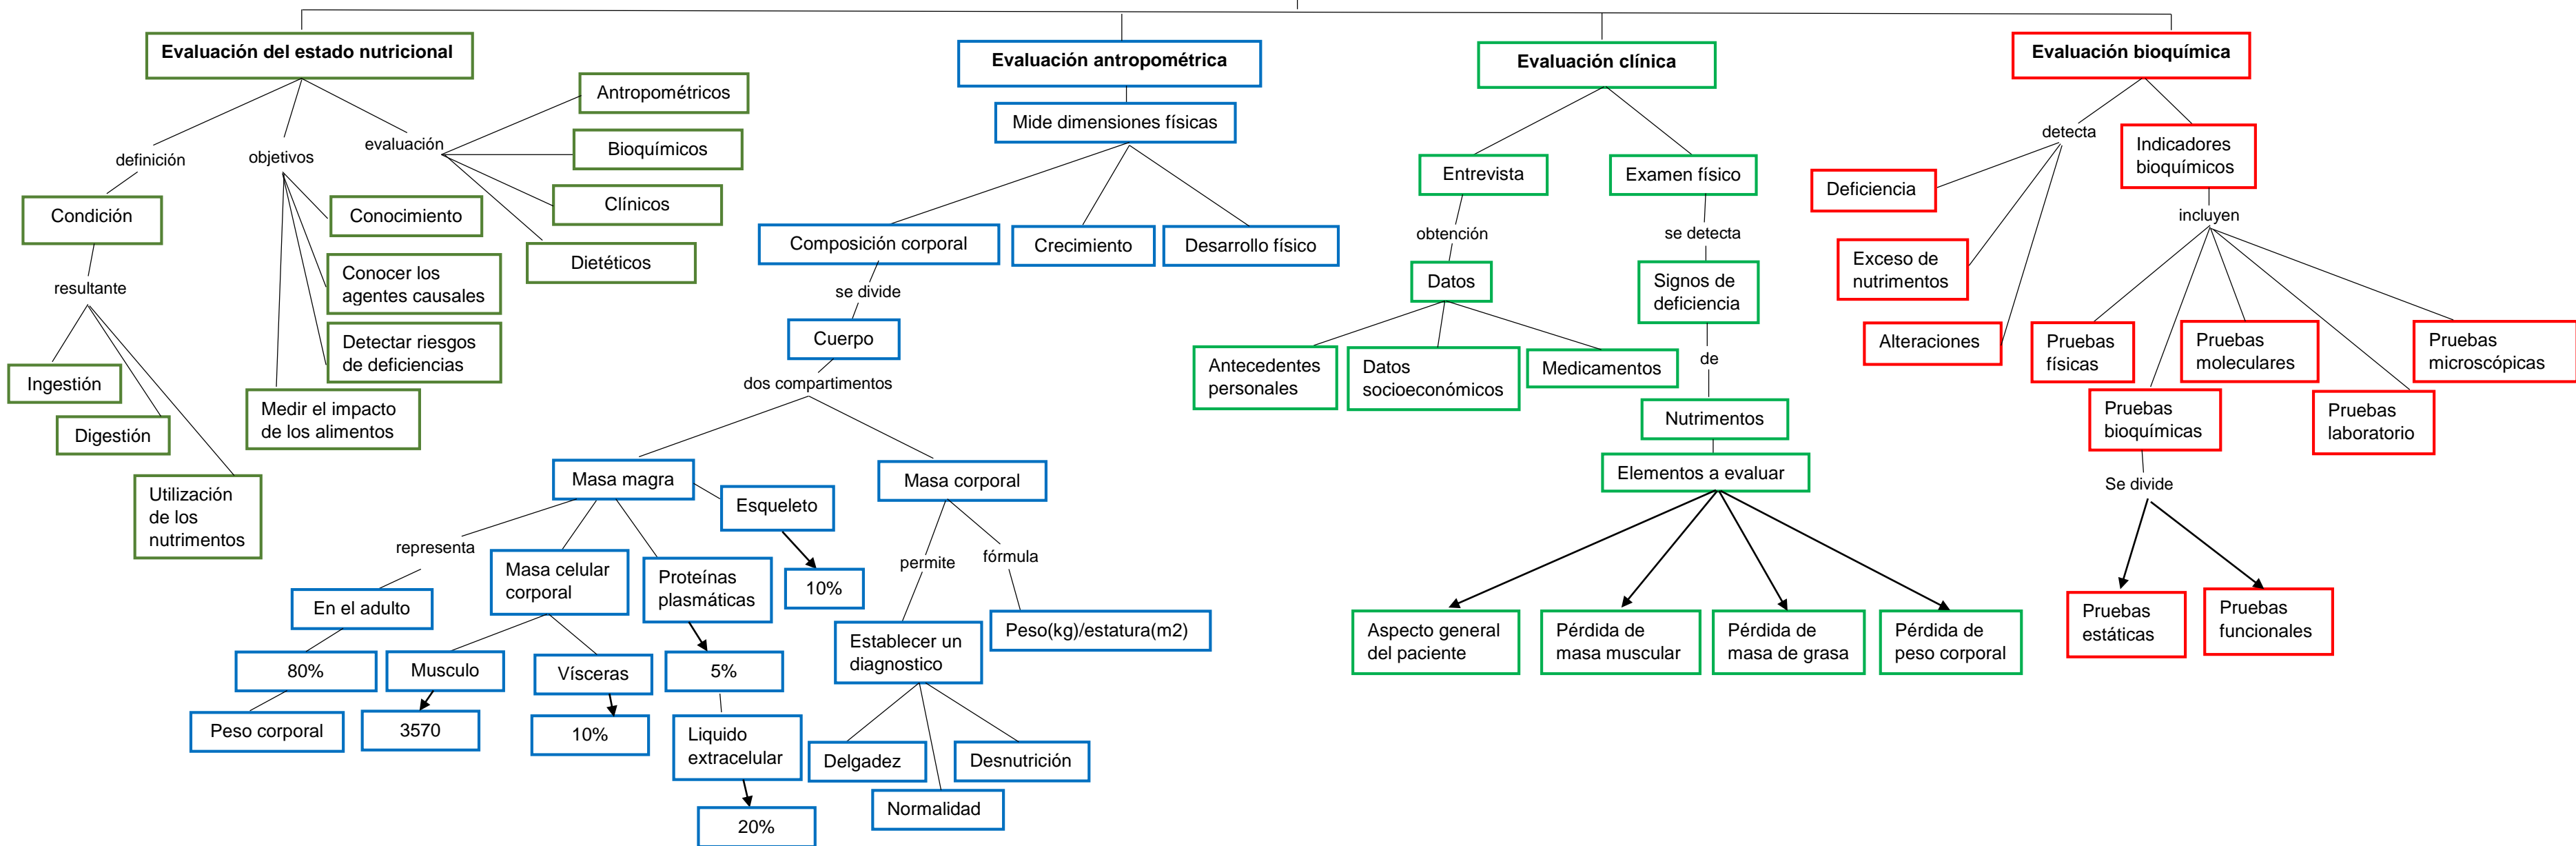 Evaluación del estado nutricional
definición
objetivos
evaluación
Antropométricos
Bioquímicos
Clínicos
Dietéticos
Condición
resultante
Ingestión
Digestión
Utilización
de los
nutrimentos
Conocimiento
Conocer los
agentes causales
Detectar riesgos
de deficiencias
Medir el impacto
de los alimentos
Evaluación antropométrica
Mide dimensiones físicas
Composición corporal
Crecimiento
Desarrollo físico
se divide
Cuerpo
dos compartimentos
Masa magra
Masa corporal
Esqueleto
10%
representa
En el adulto
80%
Peso corporal
Masa celular
corporal
Musculo
3570
Vísceras
10%
Proteínas
plasmáticas
5%
Liquido
extracelular
20%
permite
fórmula
Establecer un
diagnostico
Peso(kg)/estatura(m2)
Delgadez
Normalidad
Desnutrición
Evaluación clínica
Entrevista
Examen físico
obtención
se detecta
Datos
Signos de
deficiencia
Antecedentes
personales
Datos
socioeconómicos
Medicamentos
de
Nutrimentos
Elementos a evaluar
Aspecto general
del paciente
Pérdida de
masa muscular
Pérdida de
masa de grasa
Pérdida de
peso corporal
Evaluación bioquímica
detecta
Indicadores
bioquímicos
Deficiencia
Exceso de
nutrimentos
Alteraciones
incluyen
Pruebas
físicas
Pruebas
moleculares
Pruebas
microscópicas
Pruebas
bioquímicas
Pruebas
laboratorio
Se divide
Pruebas
estáticas
Pruebas
funcionales